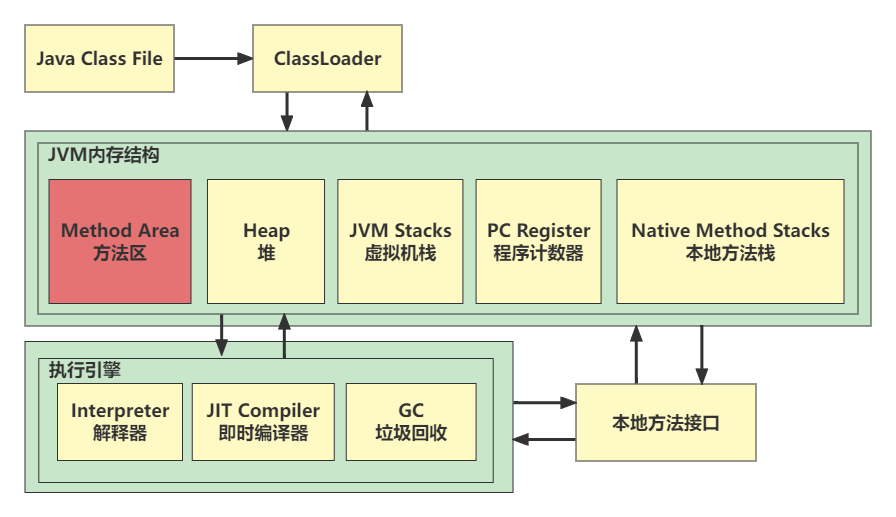 Java Class File
ClassLoader
JVM内存结构
Method Area
方法区
Heap
堆
JVM Stacks
虚拟机栈
PC Register
程序计数器
Native Method Stacks
本地方法栈
执行引擎
Interpreter
解释器
JIT Compiler
即时编译器
GC
垃圾回收
本地方法接口